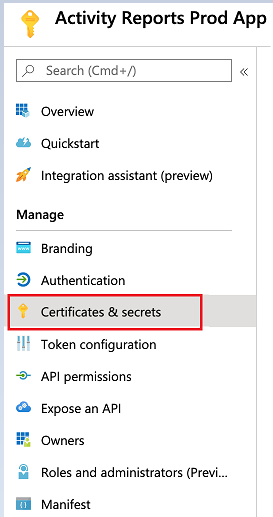 Activity Reports Prod App
Search (Cmd+/)
«
Overview
Quickstart
Integration assistant (preview)
Manage
Branding
Authentication
Certificates & secrets
Token configuration
API permissions
Expose an API
Owners
Roles and administrators (Previ...
Manifest